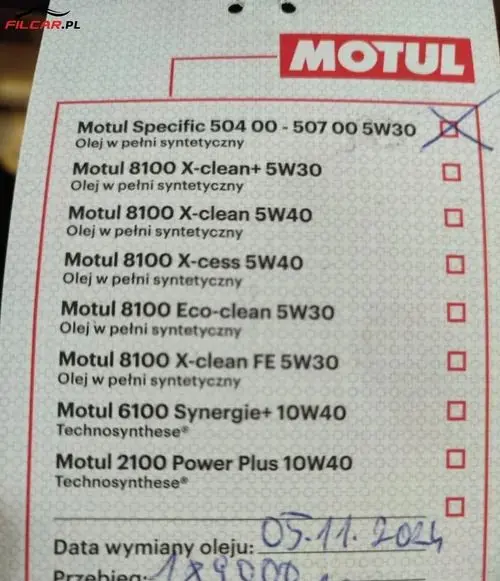 FILCAR.PL
MOTUL
Motul Specific 504 00 - 507 00 5W30
Olej w pełni syntetyczny
Motul 8100 X-clean+ 5W30
Olej w pełni syntetyczny
Motul 8100 X-clean 5W40
Olej w pełni syntetyczny
Motul 8100 X-cess 5W40
Olej w pełni syntetyczny
Motul 8100 Eco-clean 5W30
Olej w pełni syntetyczny
Motul 8100 X-clean FE 5W30
Olej w pełni syntetyczny
Motul 6100 Synergie+ 10W40
Technosynthese®
Motul 2100 Power Plus 10W40
Technosynthese®
Data wymiany oleju: 05.11.2024
Przebieg: 189000